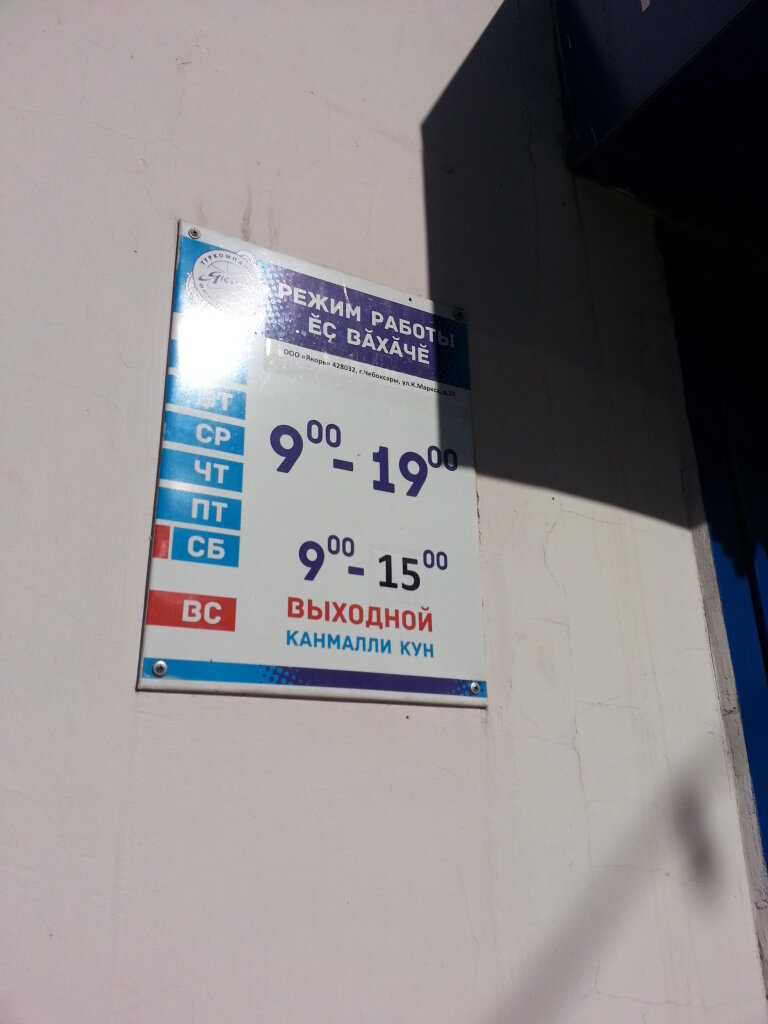 РЕЖИМ РАБОТЫ
ĔÇ ВĂХĂЧĔ
ООО «Якорь» 428032, г.Чебоксары, ул.К.Маркса, д.17
ВТ
СР
ЧТ
ПТ
9⁰⁰ - 19⁰⁰
СБ 9⁰⁰ - 15⁰⁰
ВС ВЫХОДНОЙ
КАНМАЛЛИ КУН